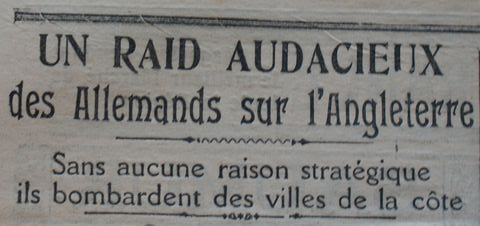 UN RAID AUDACIEUX
des Allemands sur l'Angleterre
Sans aucune raison stratégique
ils bombardent des villes de la côte